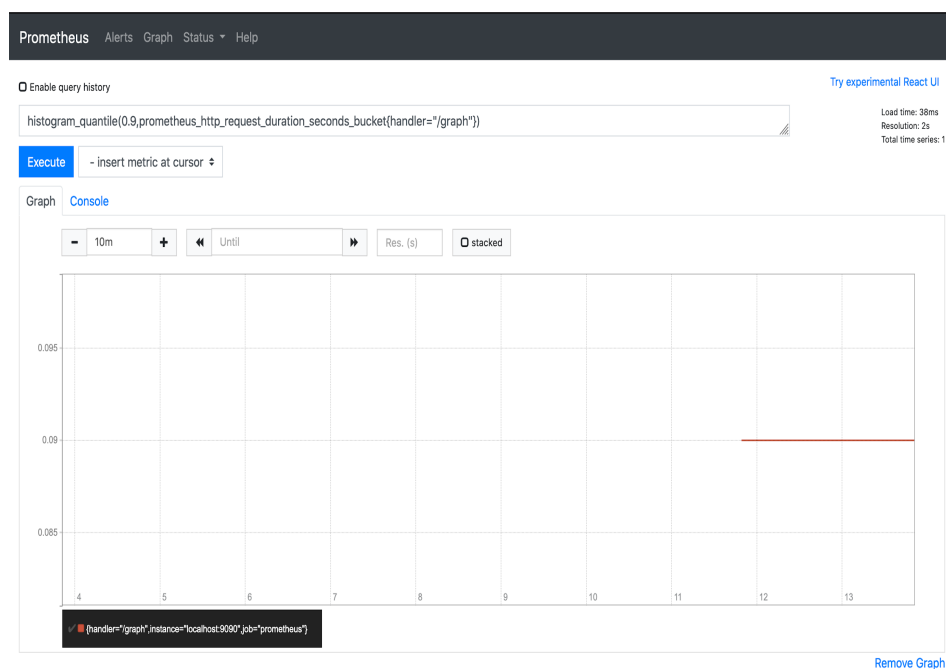 Prometheus Alerts Graph Status Help
Enable query history
Try experimental React UI
histogram_quantile(0.9,prometheus_http_request_duration_seconds_bucket{handler="/graph"})
Load time: 38ms
Resolution: 2s
Total time series: 1
Execute - insert metric at cursor -
Graph Console
- 10m + Until Res. (s) stacked
0.095
0.09
0.085
4 5 6 7 8 9 10 11 12 13
{handler="/graph",instance="localhost:9090",job="prometheus"}
Remove Graph